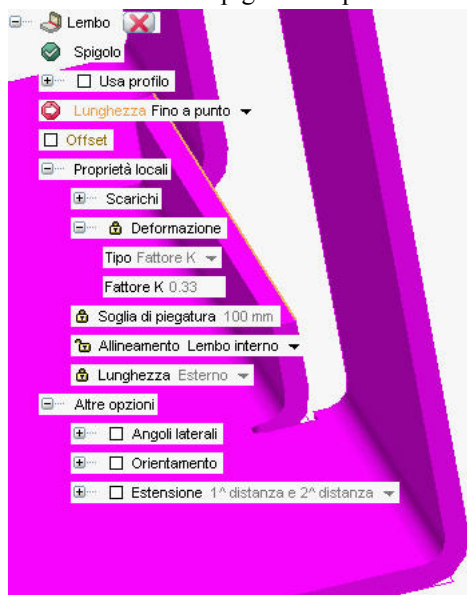 Lembo
Spigolo
Usa profilo
Lunghezza Fino a punto
Offset
Proprietà locali
Scarichi
Deformazione
Tipo Fattore K
Fattore K 0.33
Soglia di piegatura 100 mm
Allineamento Lembo interno
Lunghezza Esterno
Altre opzioni
Angoli laterali
Orientamento
Estensione 1^ distanza e 2^ distanza